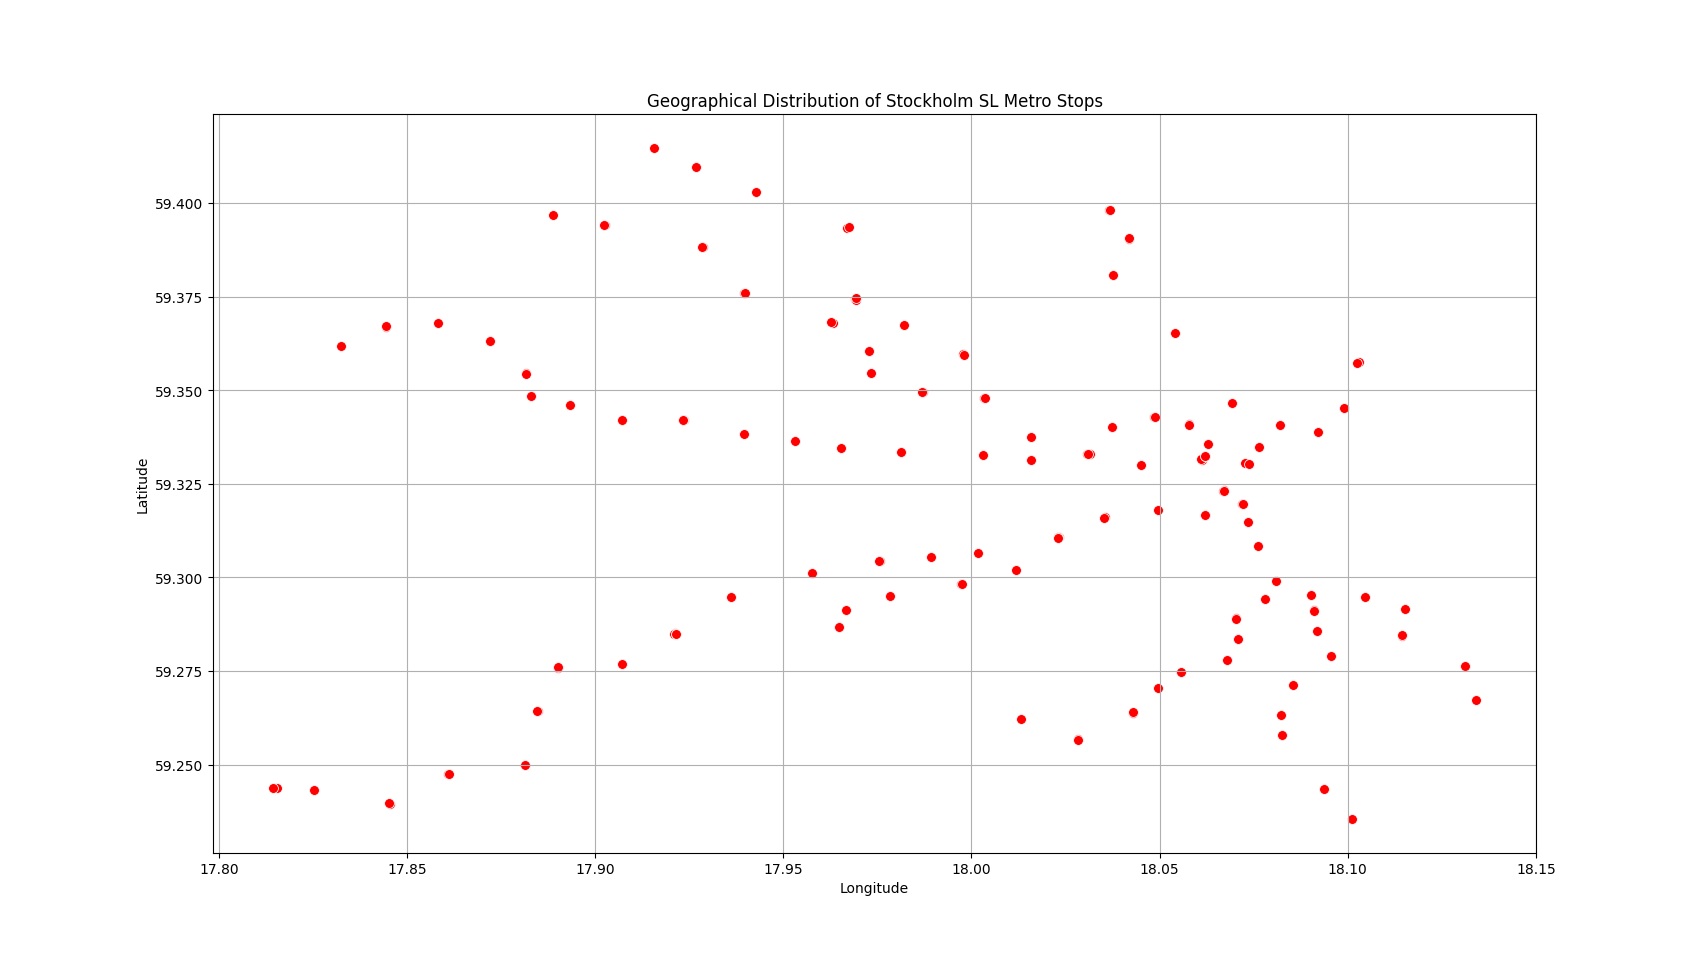 Geographical Distribution of Stockholm SL Metro Stops
59.400
59.375
59.350
59.325
59.300
59.275
59.250
Latitude
17.80 17.85 17.90 17.95 18.00 18.05 18.10 18.15
Longitude